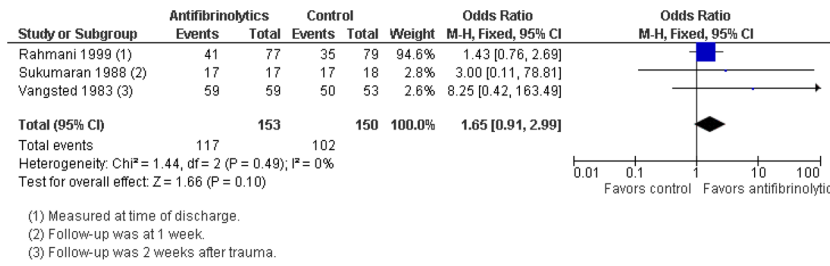 Antifibrinolytics Control Odds Ratio Odds Ratio
Study or Subgroup Events Total Events Total Weight M-H, Fixed, 95% CI M-H, Fixed, 95% CI
Rahmani 1999 (1) 41 77 35 79 94.6% 1.43 [0.76, 2.69]
Sukumaran 1988 (2) 17 17 17 18 2.8% 3.00 [0.11, 78.81]
Vangsted 1983 (3) 59 59 50 53 2.6% 8.25 [0.42, 163.49]
Total (95% CI) 153 150 100.0% 1.65 [0.91, 2.99]
Total events 117 102
Heterogeneity: Chi² = 1.44, df = 2 (P = 0.49); I² = 0%
Test for overall effect: Z = 1.66 (P = 0.10)
0.01 0.1 1 10 100
Favors control Favors antifibrinolytic
(1) Measured at time of discharge.
(2) Follow-up was at 1 week.
(3) Follow-up was 2 weeks after trauma.